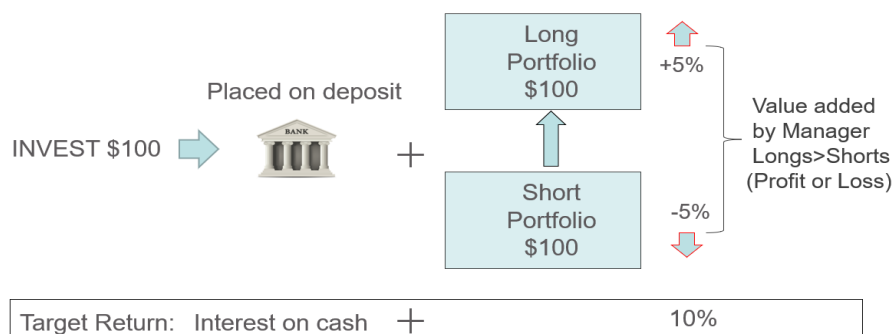 Long
Portfolio
$100
+5%
Placed on deposit
BANK
INVEST $100
+
Value added
by Manager
Longs>Shorts
(Profit or Loss)
Short
Portfolio
$100
-5%
Target Return: Interest on cash + 10%